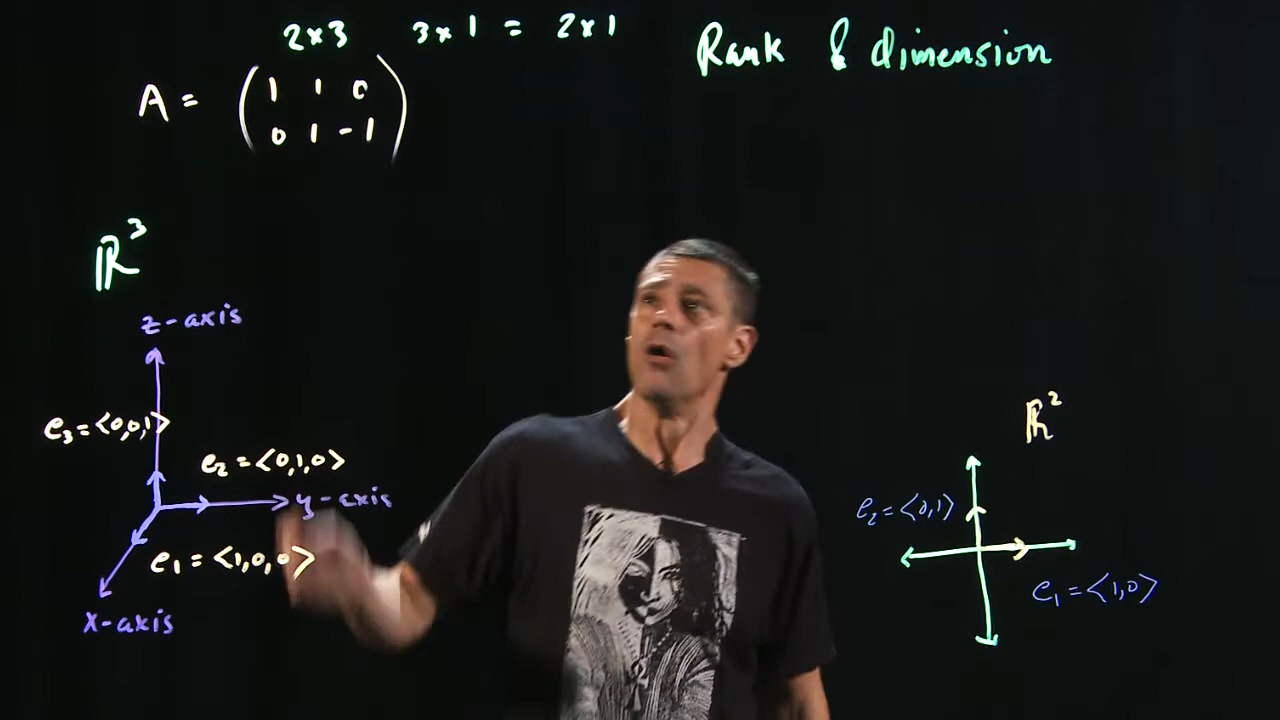 2x3 3x1 = 2x1
Rank & dimension
A = ( 1 1 0
0 1 -1 )
ℝ³
z-axis
e₃ = <0,0,1>
e₂ = <0,1,0>
y-axis
e₁ = <1,0,0>
x-axis
ℝ²
e₂ = <0,1>
e₁ = <1,0>